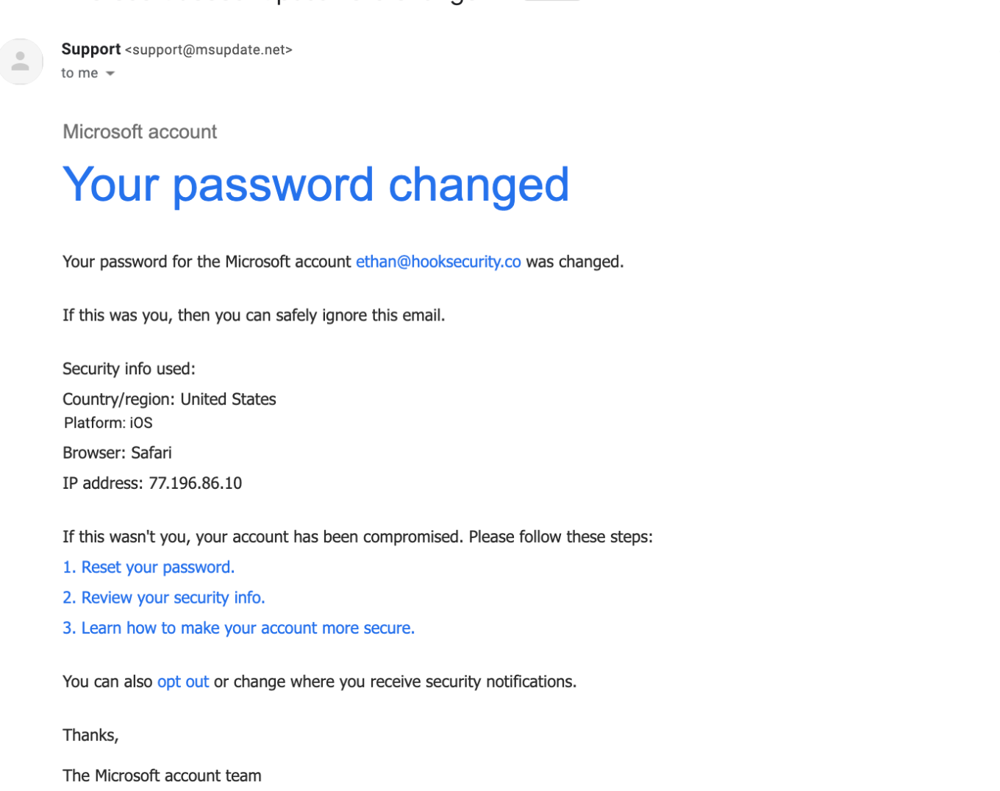 Support <support@msupdate.net>
to me
Microsoft account
Your password changed
Your password for the Microsoft account ethan@hooksecurity.co was changed.
If this was you, then you can safely ignore this email.
Security info used:
Country/region: United States
Platform: iOS
Browser: Safari
IP address: 77.196.86.10
If this wasn't you, your account has been compromised. Please follow these steps:
1. Reset your password.
2. Review your security info.
3. Learn how to make your account more secure.
You can also opt out or change where you receive security notifications.
Thanks,
The Microsoft account team